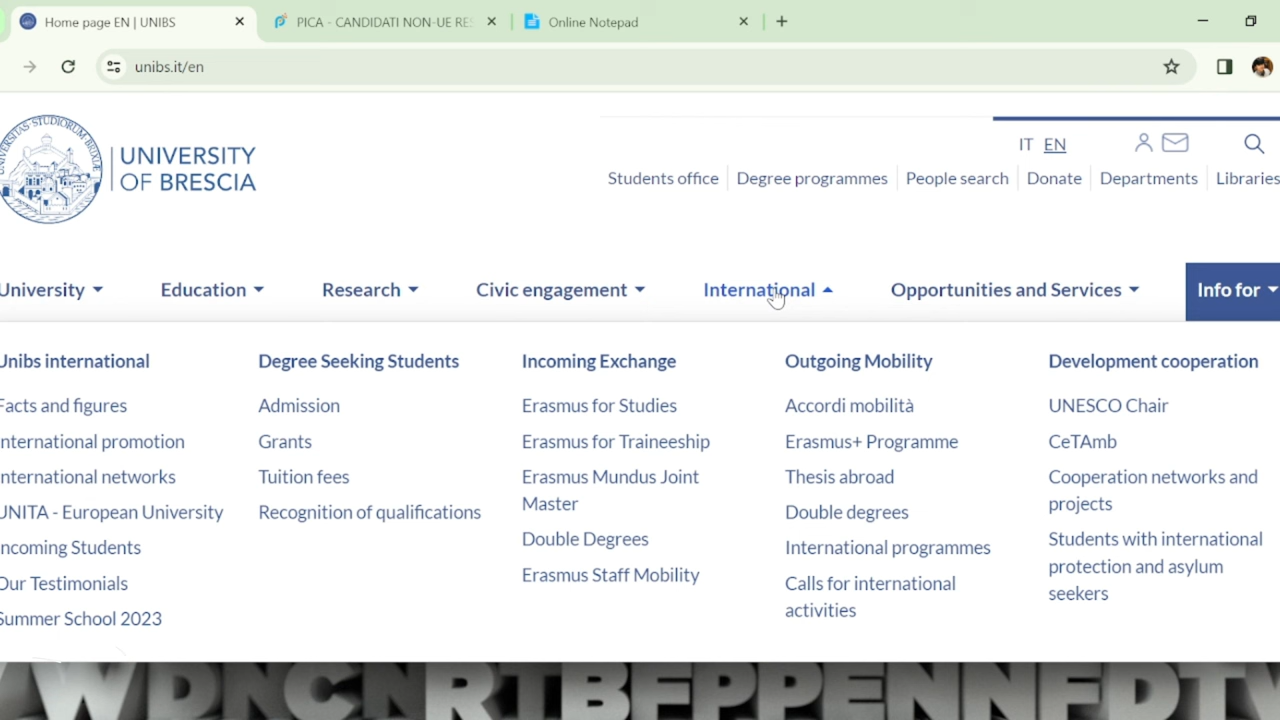 Home page EN | UNIBS
PICA - CANDIDATI NON-UE RE
Online Notepad
unibs.it/en
UNIVERSITY
OF BRESCIA
IT EN
Students office Degree programmes People search Donate Departments Libraries
University Education Research Civic engagement International Opportunities and Services Info for
Unibs international
Facts and figures
nternational promotion
nternational networks
UNITA - European University
ncoming Students
Our Testimonials
Summer School 2023
Degree Seeking Students
Admission
Grants
Tuition fees
Recognition of qualifications
Incoming Exchange
Erasmus for Studies
Erasmus for Traineeship
Erasmus Mundus Joint
Master
Double Degrees
Erasmus Staff Mobility
Outgoing Mobility
Accordi mobilità
Erasmus+ Programme
Thesis abroad
Double degrees
International programmes
Calls for international
activities
Development cooperation
UNESCO Chair
CeTAmb
Cooperation networks and
projects
Students with international
protection and asylum
seekers